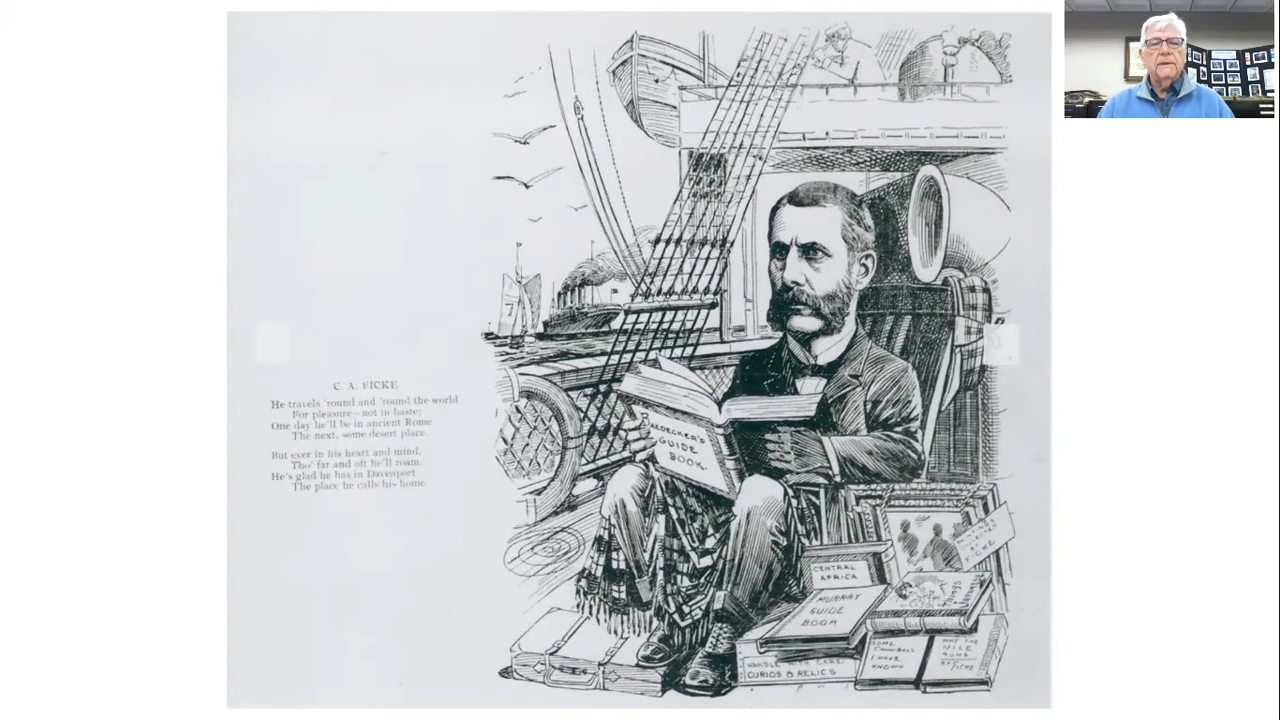 C. A. FICKE
He travels 'round and 'round the world
For pleasure—not in haste;
One day he'll be in ancient Rome
The next, some desert place.
But ever in his heart and mind,
Tho' far and oft he'll roam,
He's glad he has in Davenport
The place he calls his home.
BAEDECKER'S
GUIDE
BOOK.
CENTRAL
AFRICA
MURRAY
GUIDE
BOOK
THINGS
HANDLE WITH CARE
CURIOS & RELICS
SOME
CANNIBALS
I HAVE
KNOWN
WHY THE
NILE
RUNS
BY FICKE